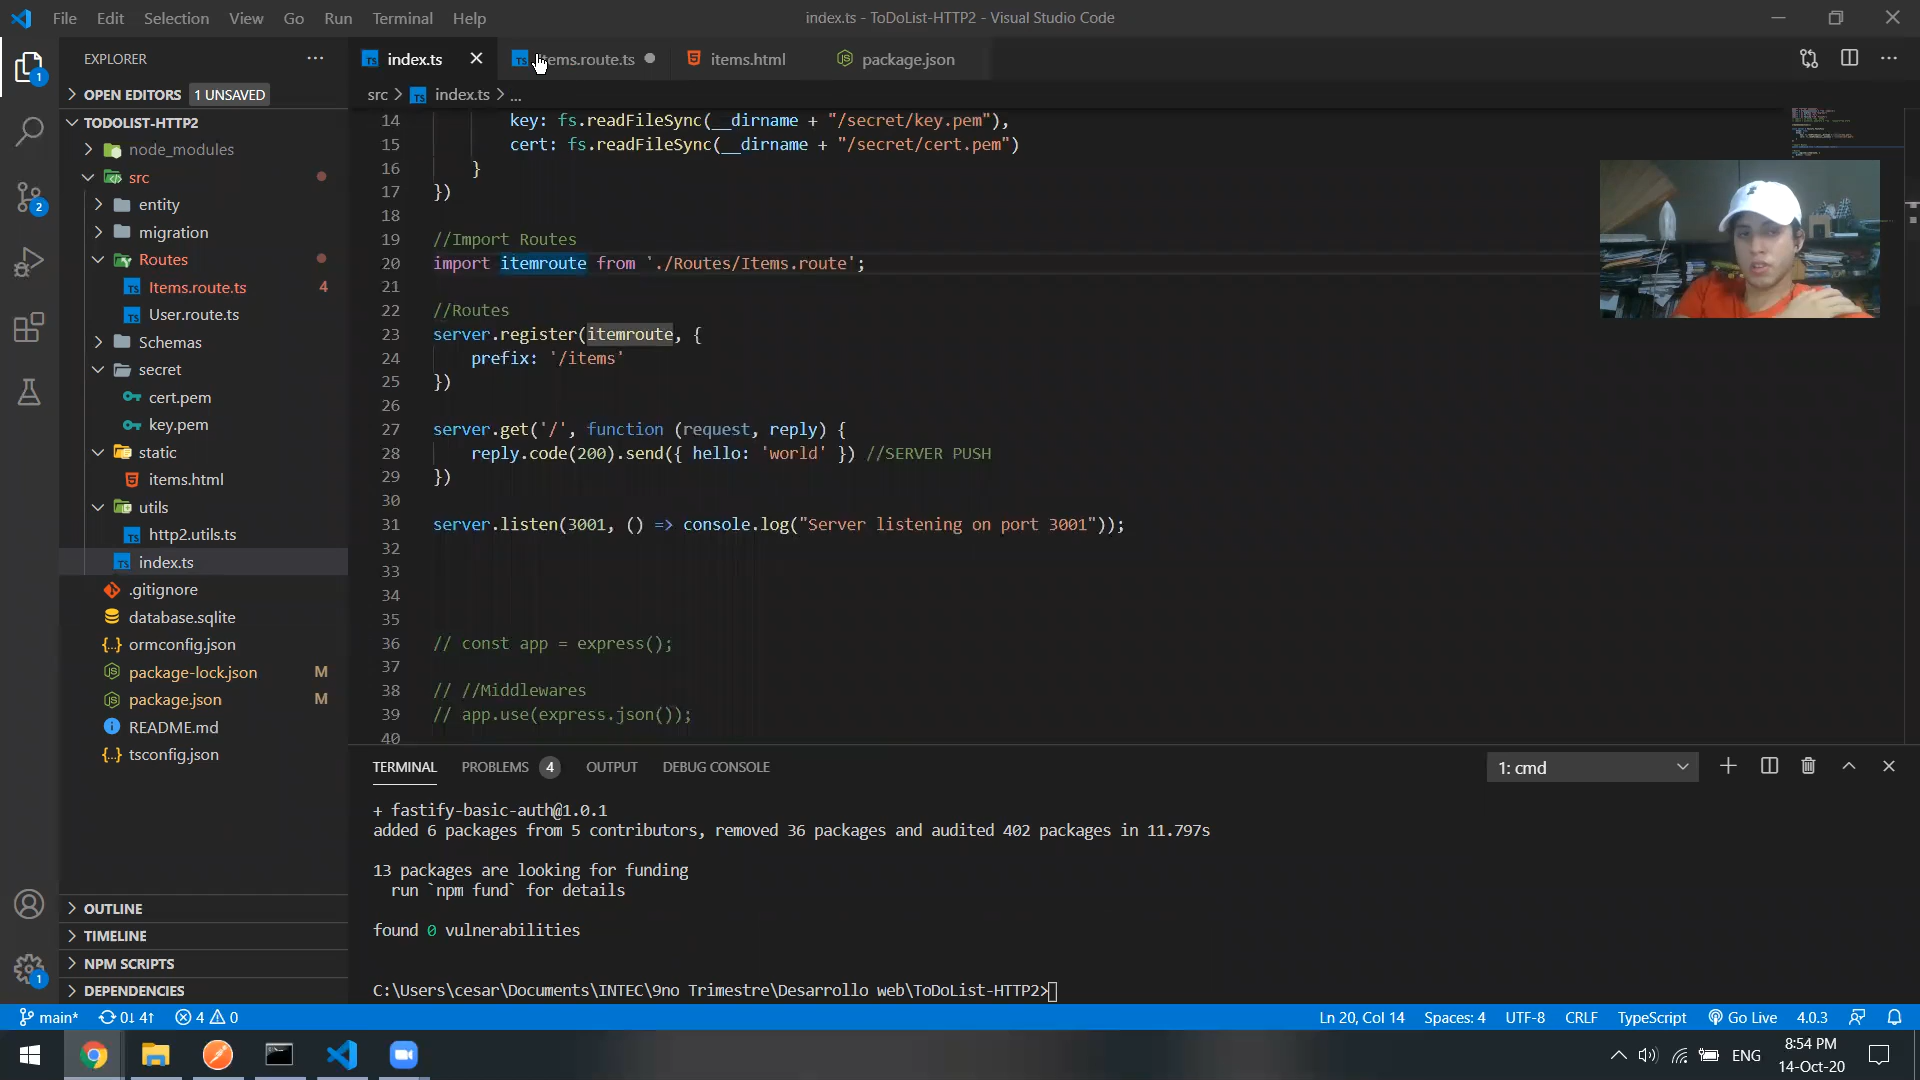 File Edit Selection View Go Run Terminal Help
index.ts - ToDoList-HTTP2 - Visual Studio Code
EXPLORER
index.ts
Items.route.ts
items.html
package.json
OPEN EDITORS 1 UNSAVED
src > index.ts > ...
TODOLIST-HTTP2
node_modules
src
entity
migration
Routes
Items.route.ts 4
User.route.ts
Schemas
secret
cert.pem
key.pem
static
items.html
utils
http2.utils.ts
index.ts
.gitignore
database.sqlite
ormconfig.json
package-lock.json M
package.json M
README.md
tsconfig.json
OUTLINE
TIMELINE
NPM SCRIPTS
DEPENDENCIES
1
2
1
14 key: fs.readFileSync(__dirname + "/secret/key.pem"),
15 cert: fs.readFileSync(__dirname + "/secret/cert.pem")
16 }
17 })
18
19 //Import Routes
20 import itemroute from './Routes/Items.route';
21
22 //Routes
23 server.register(itemroute, {
24 prefix: '/items'
25 })
26
27 server.get('/', function (request, reply) {
28 reply.code(200).send({ hello: 'world' }) //SERVER PUSH
29 })
30
31 server.listen(3001, () => console.log("Server listening on port 3001"));
32
33
34
35
36 // const app = express();
37
38 // //Middlewares
39 // app.use(express.json());
40
TERMINAL PROBLEMS 4 OUTPUT DEBUG CONSOLE
1: cmd
+ fastify-basic-auth@1.0.1
added 6 packages from 5 contributors, removed 36 packages and audited 402 packages in 11.797s
13 packages are looking for funding
run `npm fund` for details
found 0 vulnerabilities
C:\Users\cesar\Documents\INTEC\9no Trimestre\Desarrollo web\ToDoList-HTTP2>
main* 0↓ 4↑ 4 0
Ln 20, Col 14 Spaces: 4 UTF-8 CRLF TypeScript Go Live 4.0.3
ENG
8:54 PM
14-Oct-20